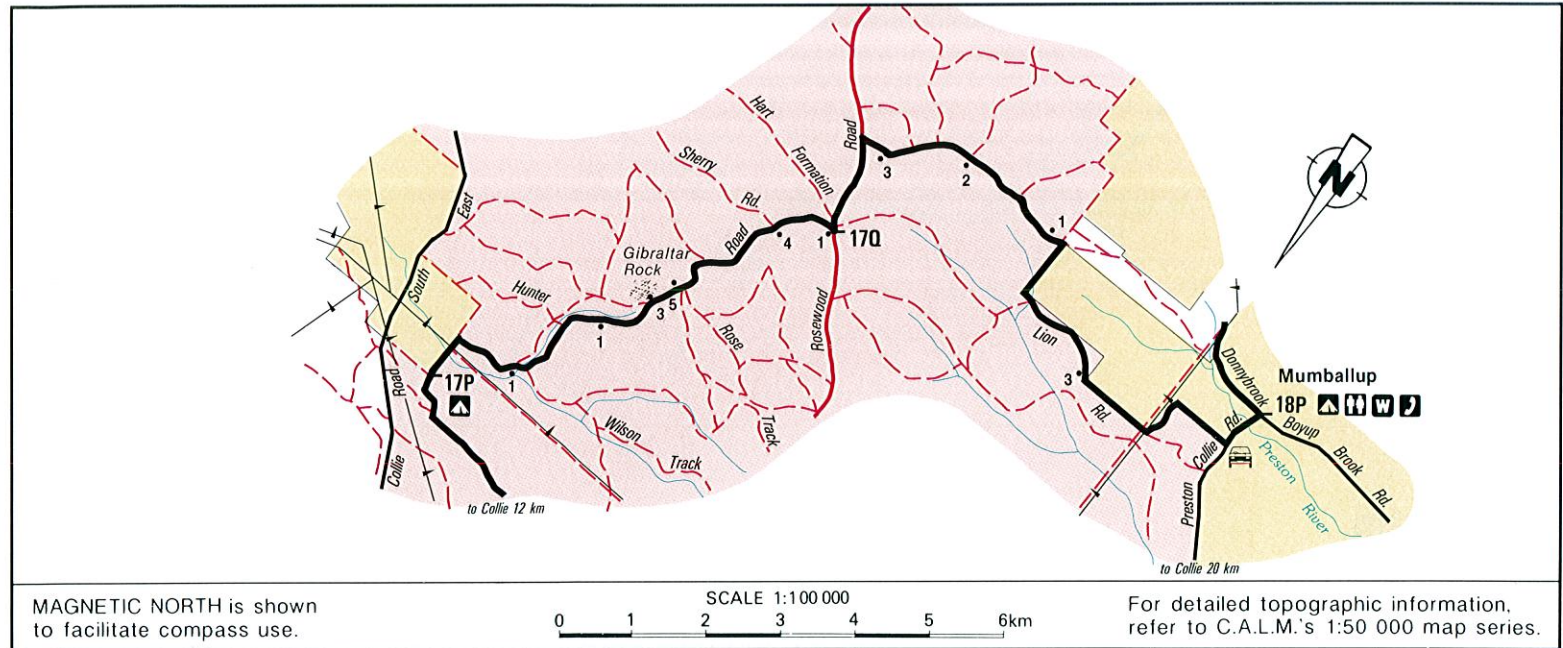 Hart
Formation
Road
Sherry
Rd.
3
2
1
N
East
South
Gibraltar
Rock
Road
4
1
17Q
Hunter
5
3
1
Rose
Track
Rosewood
Lion
Rd.
3
17P
1
Road
Collie
Wilson
Track
to Collie 12 km
Donnybrook
Mumballup
18P
W
Boyup
Brook
Rd.
Collie
Rd.
Preston
Preston
River
to Collie 20 km
MAGNETIC NORTH is shown
to facilitate compass use.
SCALE 1:100 000
0 1 2 3 4 5 6km
For detailed topographic information,
refer to C.A.L.M.'s 1:50 000 map series.